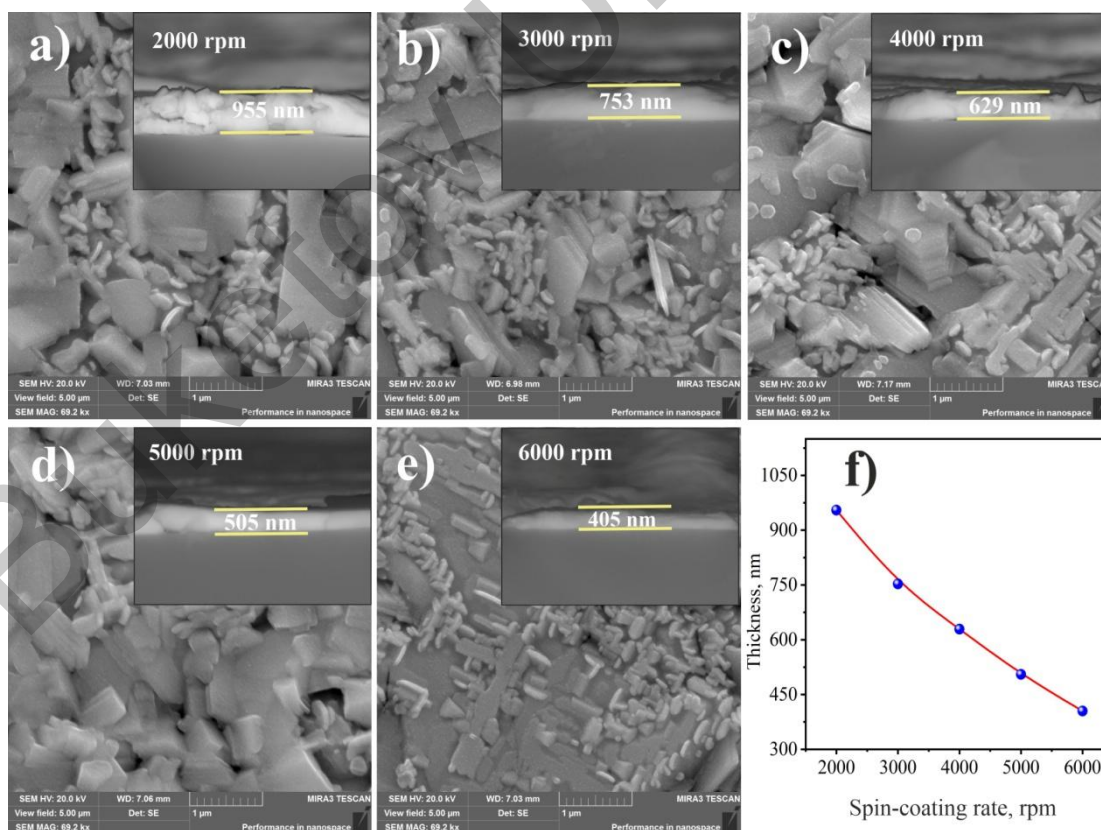 a)
2000 rpm
955 nm
SEM HV: 20.0 kV WD: 7.03 mm MIRA3 TESCAN
View field: 5.00 µm Det: SE 1 µm
SEM MAG: 69.2 kx Performance in nanospace
b)
3000 rpm
753 nm
SEM HV: 20.0 kV WD: 6.98 mm MIRA3 TESCAN
View field: 5.00 µm Det: SE 1 µm
SEM MAG: 69.2 kx Performance in nanospace
c)
4000 rpm
629 nm
SEM HV: 20.0 kV WD: 7.17 mm MIRA3 TESCAN
View field: 5.00 µm Det: SE 1 µm
SEM MAG: 69.2 kx Performance in nanospace
d)
5000 rpm
505 nm
SEM HV: 20.0 kV WD: 7.06 mm MIRA3 TESCAN
View field: 5.00 µm Det: SE 1 µm
SEM MAG: 69.2 kx Performance in nanospace
e)
6000 rpm
405 nm
SEM HV: 20.0 kV WD: 7.03 mm MIRA3 TESCAN
View field: 5.00 µm Det: SE 1 µm
SEM MAG: 69.2 kx Performance in nanospace
f)
Thickness, nm
1050
900
750
600
450
300
2000 3000 4000 5000 6000
Spin-coating rate, rpm